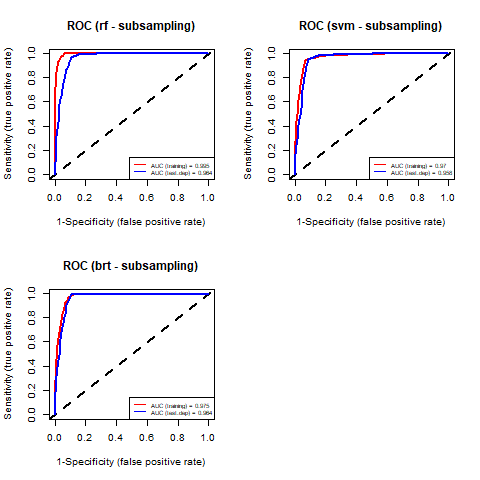 ROC (rf - subsampling)
Sensitivity (true positive rate)
0.0 0.2 0.4 0.6 0.8 1.0
AUC (training) = 0.995
AUC (test.dep) = 0.964
0.0 0.2 0.4 0.6 0.8 1.0
1-Specificity (false positive rate)
ROC (svm - subsampling)
Sensitivity (true positive rate)
0.0 0.2 0.4 0.6 0.8 1.0
AUC (training) = 0.97
AUC (test.dep) = 0.958
0.0 0.2 0.4 0.6 0.8 1.0
1-Specificity (false positive rate)
ROC (brt - subsampling)
Sensitivity (true positive rate)
0.0 0.2 0.4 0.6 0.8 1.0
AUC (training) = 0.975
AUC (test.dep) = 0.964
0.0 0.2 0.4 0.6 0.8 1.0
1-Specificity (false positive rate)